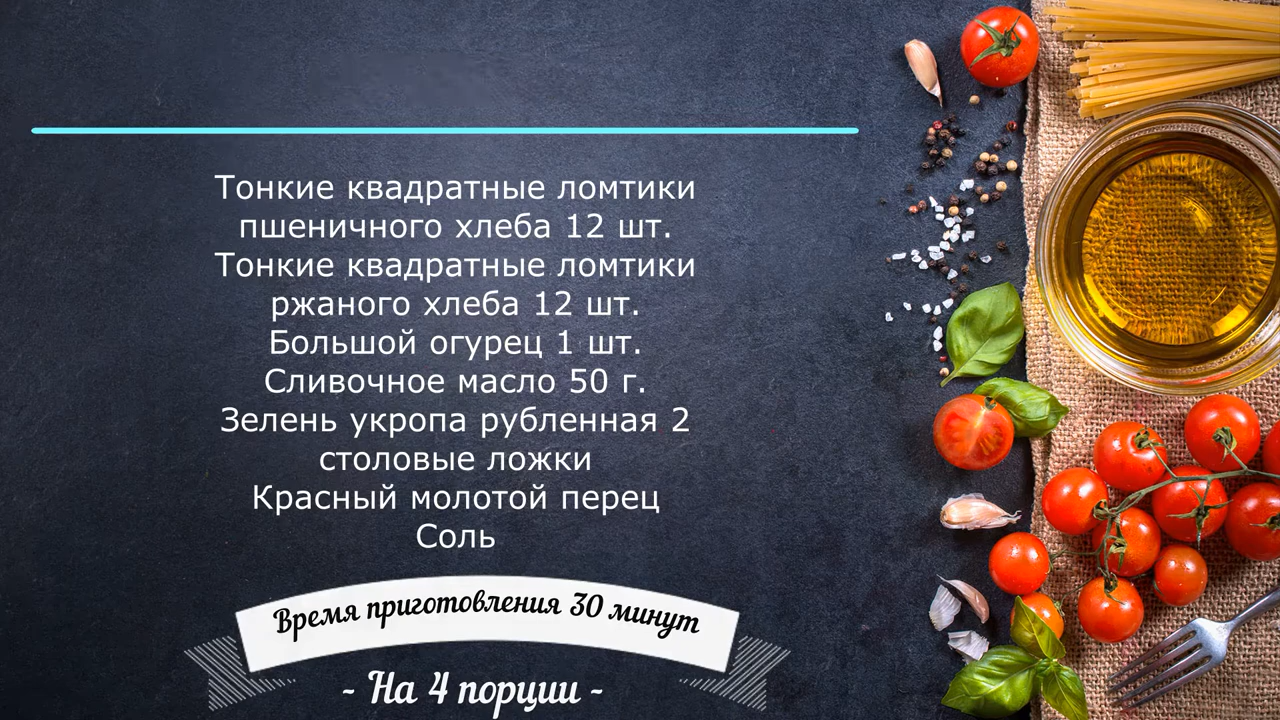 Тонкие квадратные ломтики
пшеничного хлеба 12 шт.
Тонкие квадратные ломтики
ржаного хлеба 12 шт.
Большой огурец 1 шт.
Сливочное масло 50 г.
Зелень укропа рубленная 2
столовые ложки
Красный молотой перец
Соль
Время приготовления 30 минут
~ На 4 порции ~